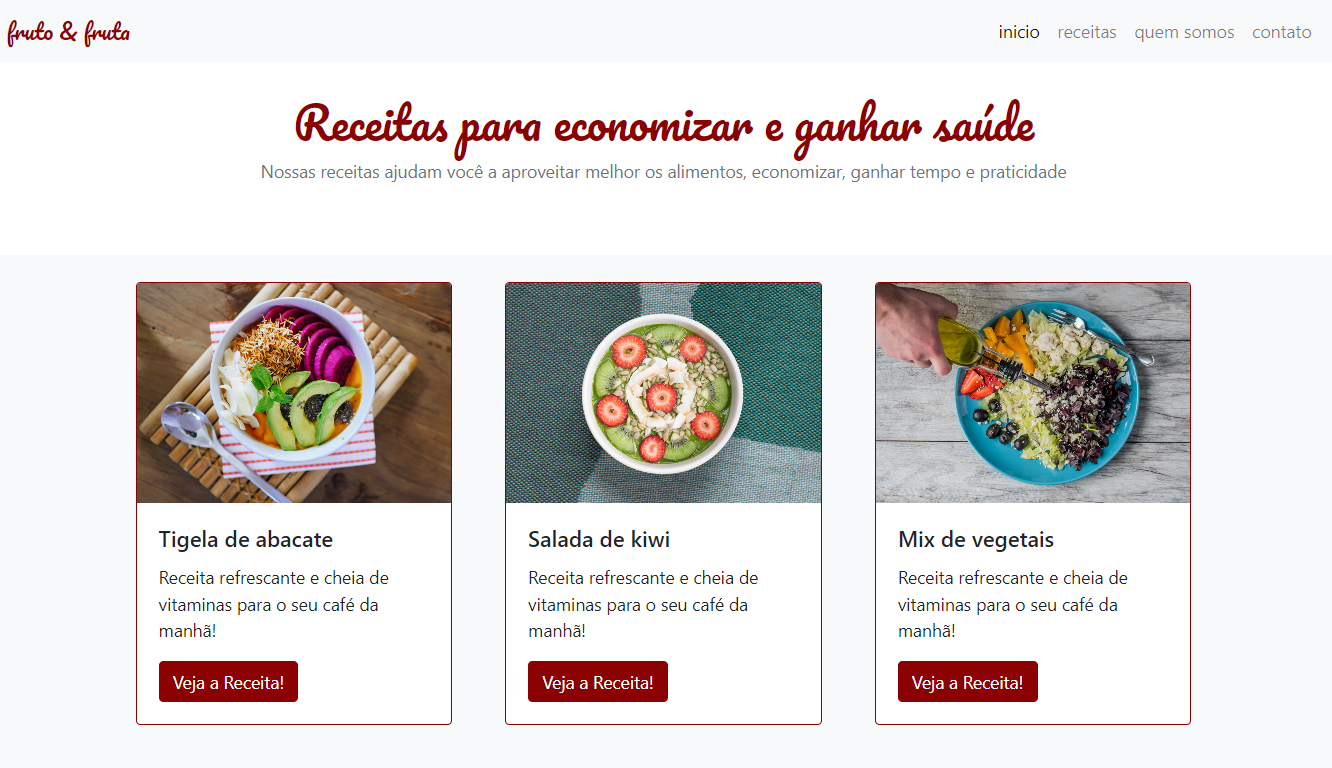 fruto & fruta
inicio receitas quem somos contato
Receitas para economizar e ganhar saúde
Nossas receitas ajudam você a aproveitar melhor os alimentos, economizar, ganhar tempo e praticidade
Tigela de abacate
Receita refrescante e cheia de
vitaminas para o seu café da
manhã!
Veja a Receita!
Salada de kiwi
Receita refrescante e cheia de
vitaminas para o seu café da
manhã!
Veja a Receita!
Mix de vegetais
Receita refrescante e cheia de
vitaminas para o seu café da
manhã!
Veja a Receita!